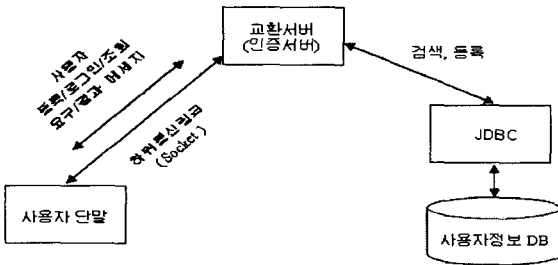 교환서버
(인증서버)
검색, 등록
사용자
등록/로그인/조회
요구/결과 메세지
(Socket)
JDBC
사용자 단말
사용자정보 DB